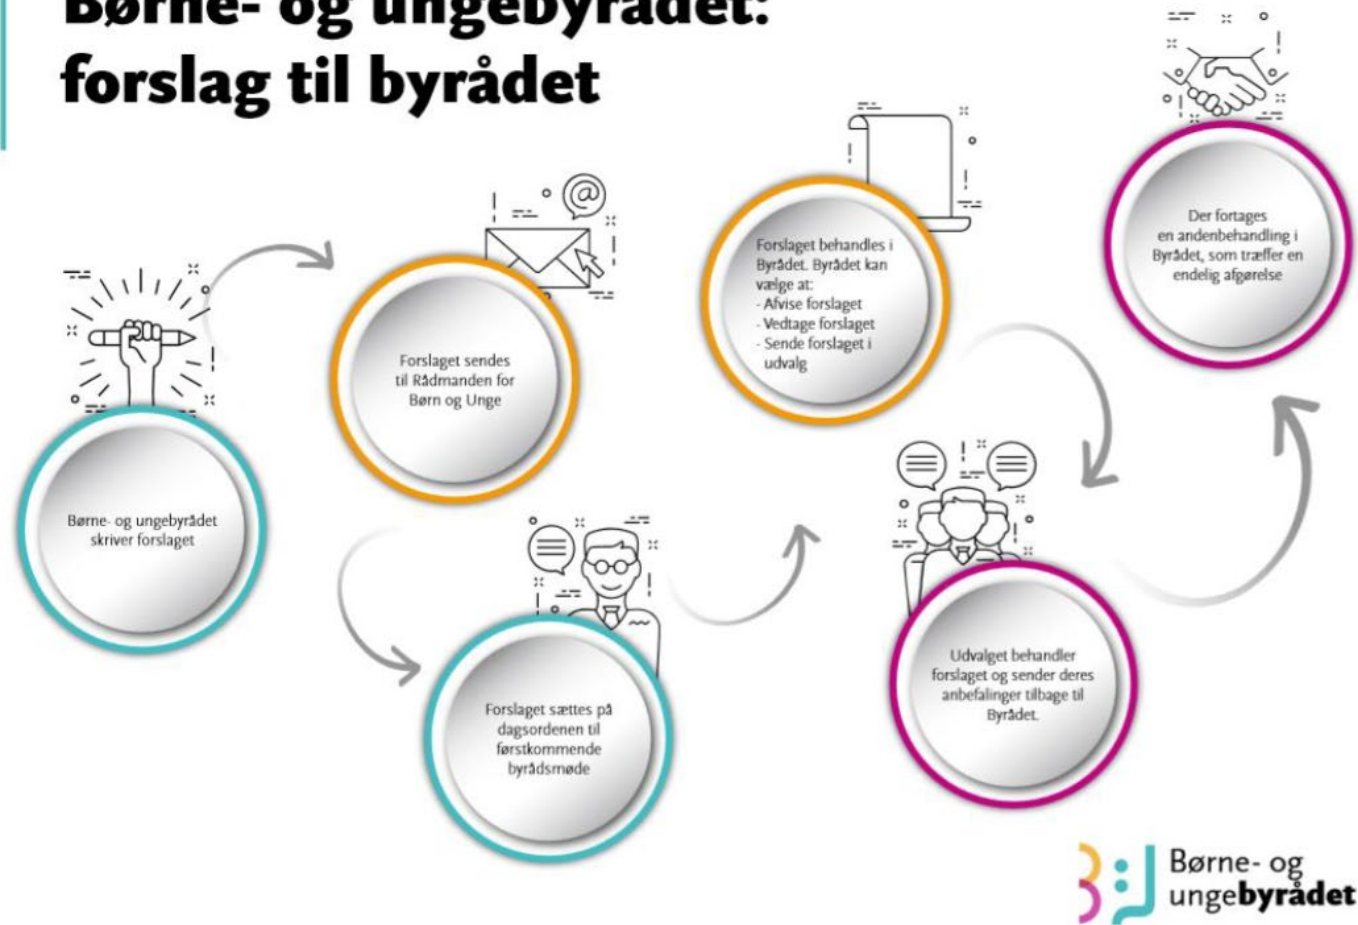 Børne- og ungebyrådet:
forslag til byrådet
Børne- og ungebyrådet
skriver forslaget
Forslaget sendes
til Rådmanden for
Børn og Unge
Forslaget sættes på
dagsordenen til
førstkommende
byrådsmøde
Forslaget behandles i
Byrådet. Byrådet kan
vælge at:
- Afvise forslaget
- Vedtage forslaget
- Sende forslaget i
udvalg
Udvalget behandler
forslaget og sender deres
anbefalinger tilbage til
Byrådet.
Der fortages
en andenbehandling i
Byrådet, som træffer en
endelig afgørelse
Børne- og
ungebyrådet